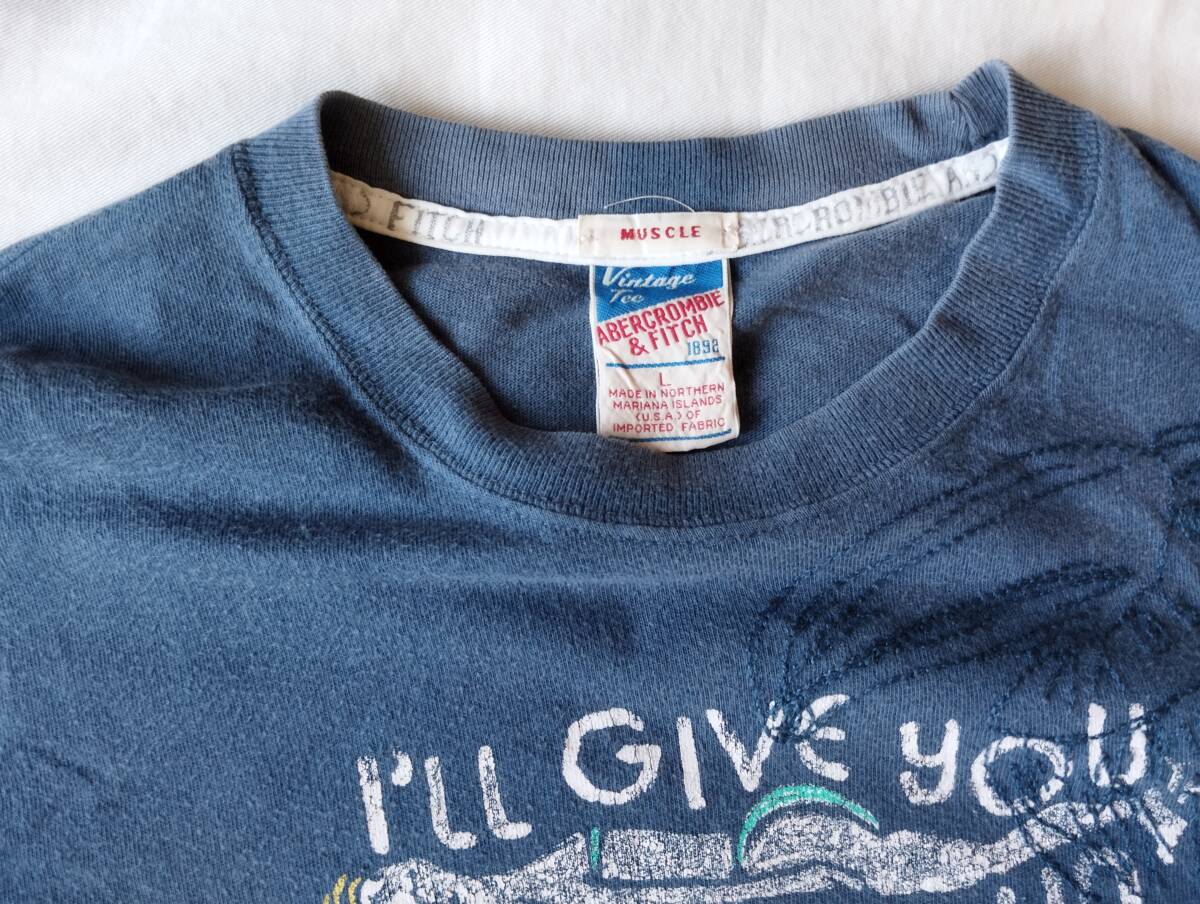 FITCH
MUSCLE
ABERCROMBIE A
Vintage
Tee
ABERCROMBIE
& FITCH
1892
L
MADE IN NORTHERN
MARIANA ISLANDS
(U.S.A.) OF
IMPORTED FABRIC
I'LL GIVE YOU